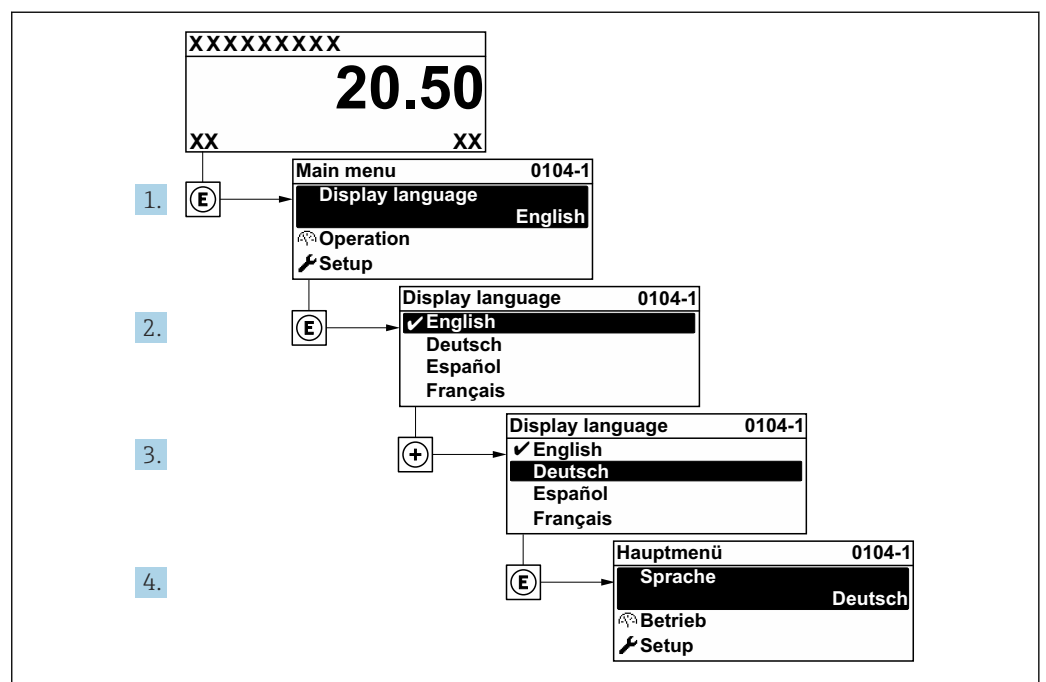 XXXXXXXXX
20.50
XX XX
1. E
Main menu 0104-1
Display language
English
Operation
Setup
2. E
Display language 0104-1
✔English
Deutsch
Español
Français
3. +
Display language 0104-1
✔English
Deutsch
Español
Français
4. E
Hauptmenü 0104-1
Sprache
Deutsch
Betrieb
Setup